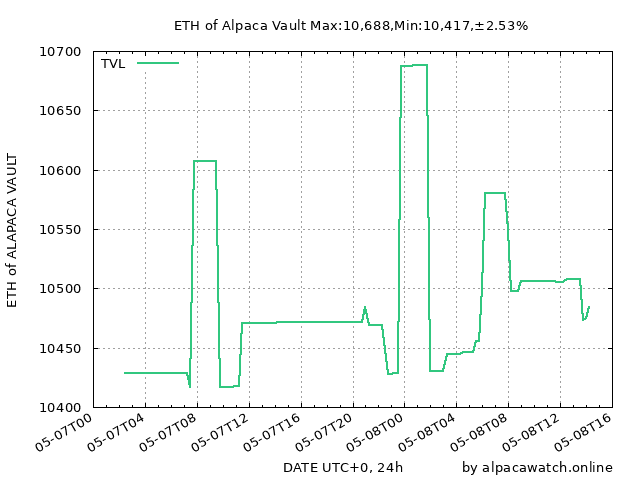 ETH of Alpaca Vault Max:10,688,Min:10,417,±2.53%
TVL
ETH of ALAPACA VAULT
10700
10650
10600
10550
10500
10450
10400
05-07T00
05-07T04
05-07T08
05-07T12
05-07T16
05-07T20
05-08T00
05-08T04
05-08T08
05-08T12
05-08T16
DATE UTC+0, 24h
by alpacawatch.online